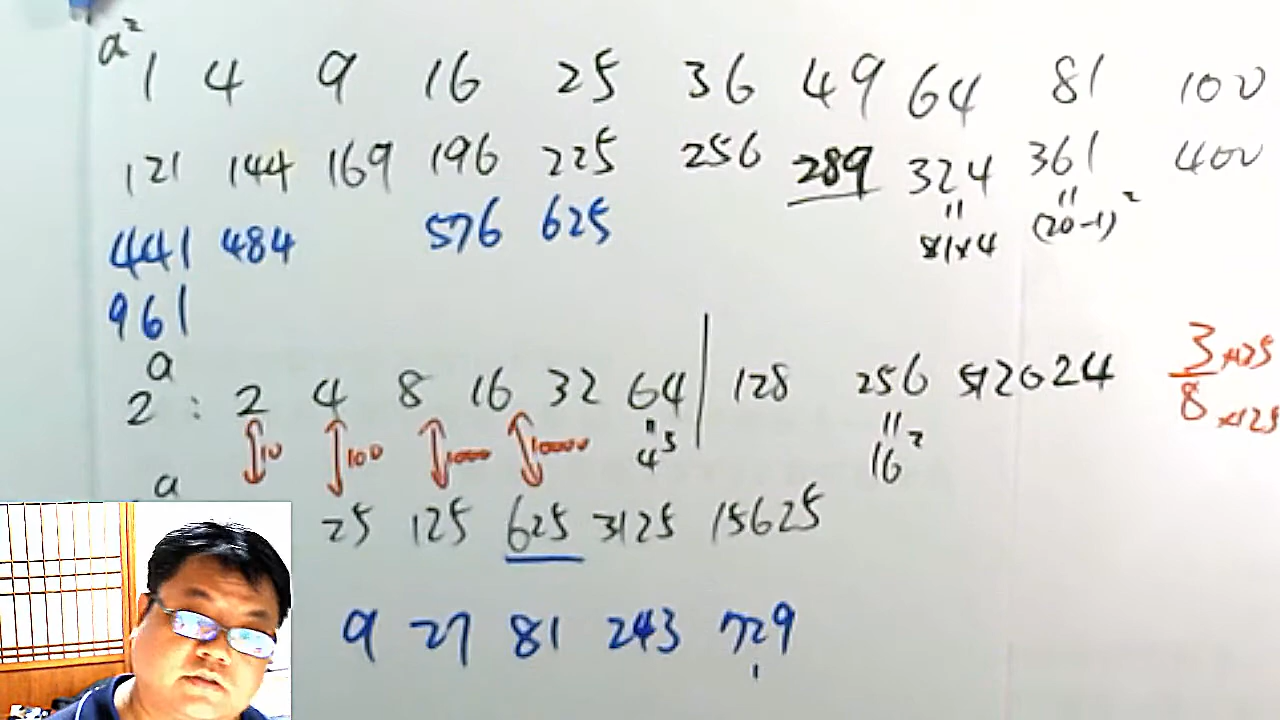 a²
1 4 9 16 25 36 49 64 81 100
121 144 169 196 225 256 289 324 361 400
441 484 576 625 " 81×4 " (20-1)²
961
a
2 : 2 4 8 16 32 64 | 128 256 512 1024
3×125
8×125
10 100 1000 10000 " 4³ " 16²
a
25 125 625 3125 15625
9 27 81 243 729